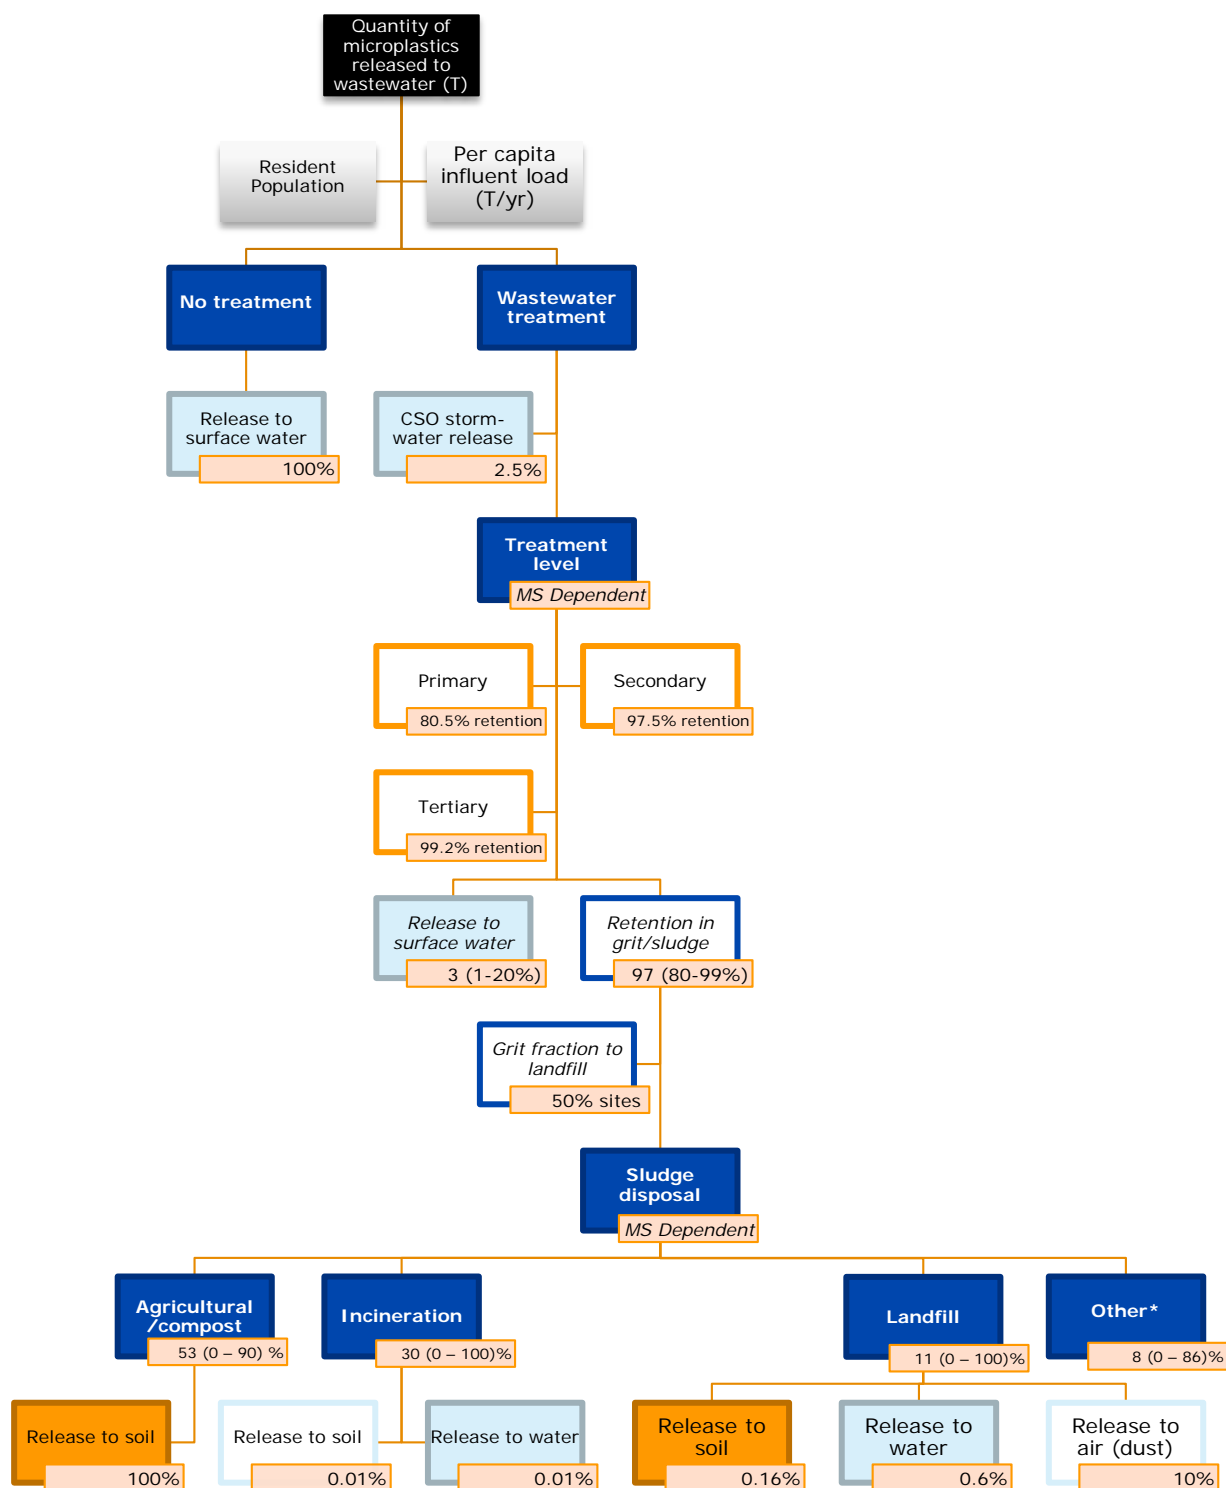 Quantity of
microplastics
released to
wastewater (T)
Resident
Population
Per capita
influent load
(T/yr)
No treatment
Wastewater
treatment
Release to
surface water
100%
CSO storm-
water release
2.5%
Treatment
level
MS Dependent
Primary
80.5% retention
Secondary
97.5% retention
Tertiary
99.2% retention
Release to
surface water
3 (1-20%)
Retention in
grit/sludge
97 (80-99%)
Grit fraction to
landfill
50% sites
Sludge
disposal
MS Dependent
Agricultural
/compost
53 (0 – 90) %
Incineration
30 (0 – 100)%
Landfill
11 (0 – 100)%
Other*
8 (0 – 86)%
Release to soil
100%
Release to soil
0.01%
Release to water
0.01%
Release to
soil
0.16%
Release to
water
0.6%
Release to
air (dust)
10%